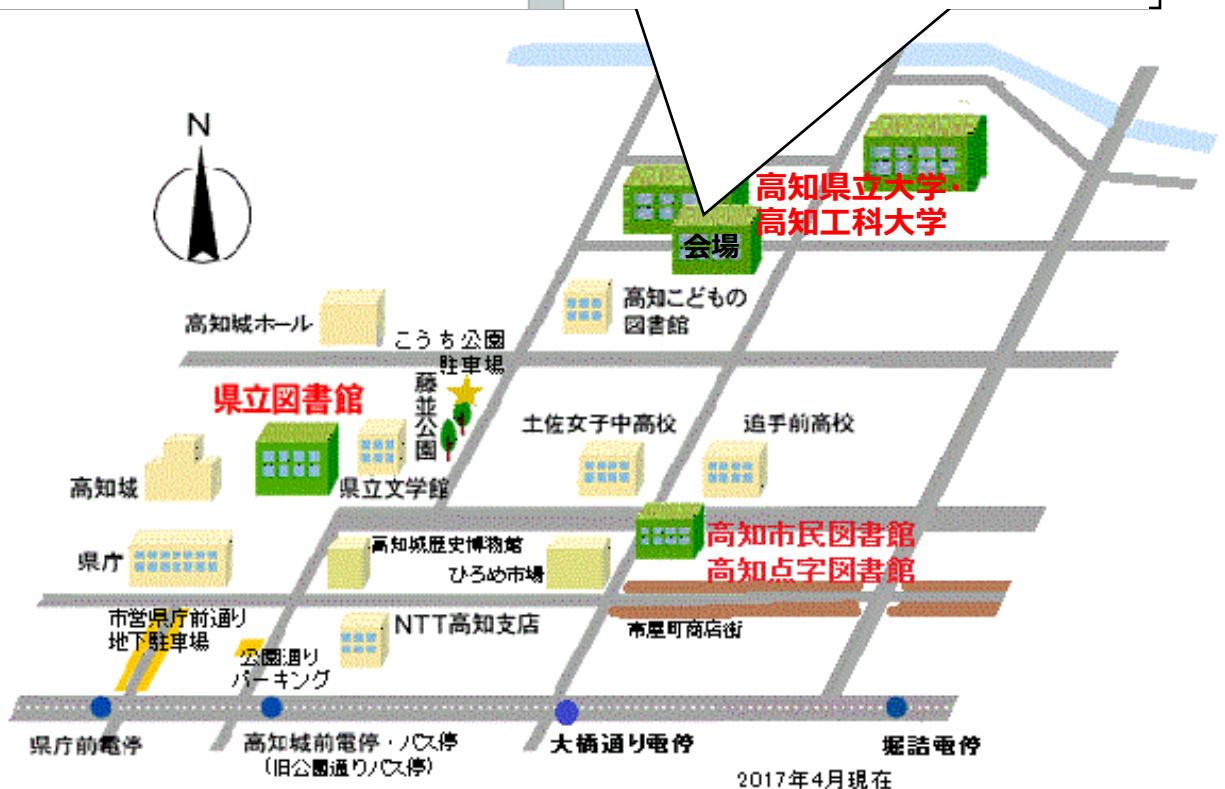 N
高知県立大学・
高知工科大学
会場
高知こどもの
図書館
高知城ホール
こうち公園
駐車場
藤並公園
県立図書館
土佐女子中高校
追手前高校
高知城
県立文学館
高知市民図書館
高知点字図書館
高知城歴史博物館
ひろめ市場
県庁
市営県庁前通り
地下駐車場
NTT高知支店
帯屋町商店街
公園通り
パーキング
県庁前電停
高知城前電停・バス停
(旧公園通りバス停)
大橋通り電停
堀詰電停
2017年4月現在